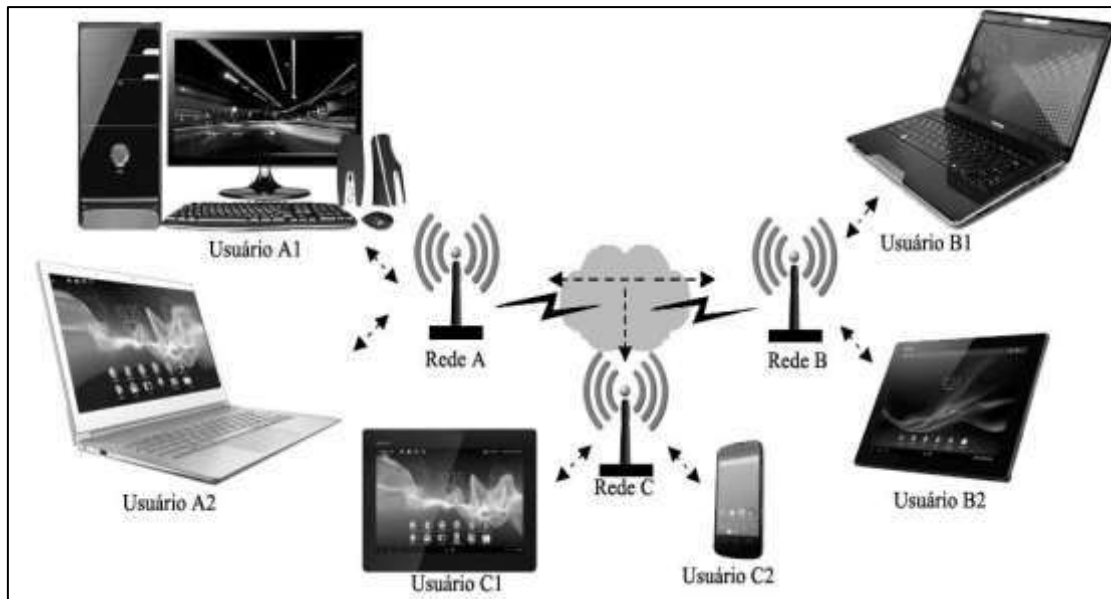 Usuário A1
Usuário B1
Rede A
Rede B
Usuário A2
Rede C
Usuário B2
Usuário C1
Usuário C2